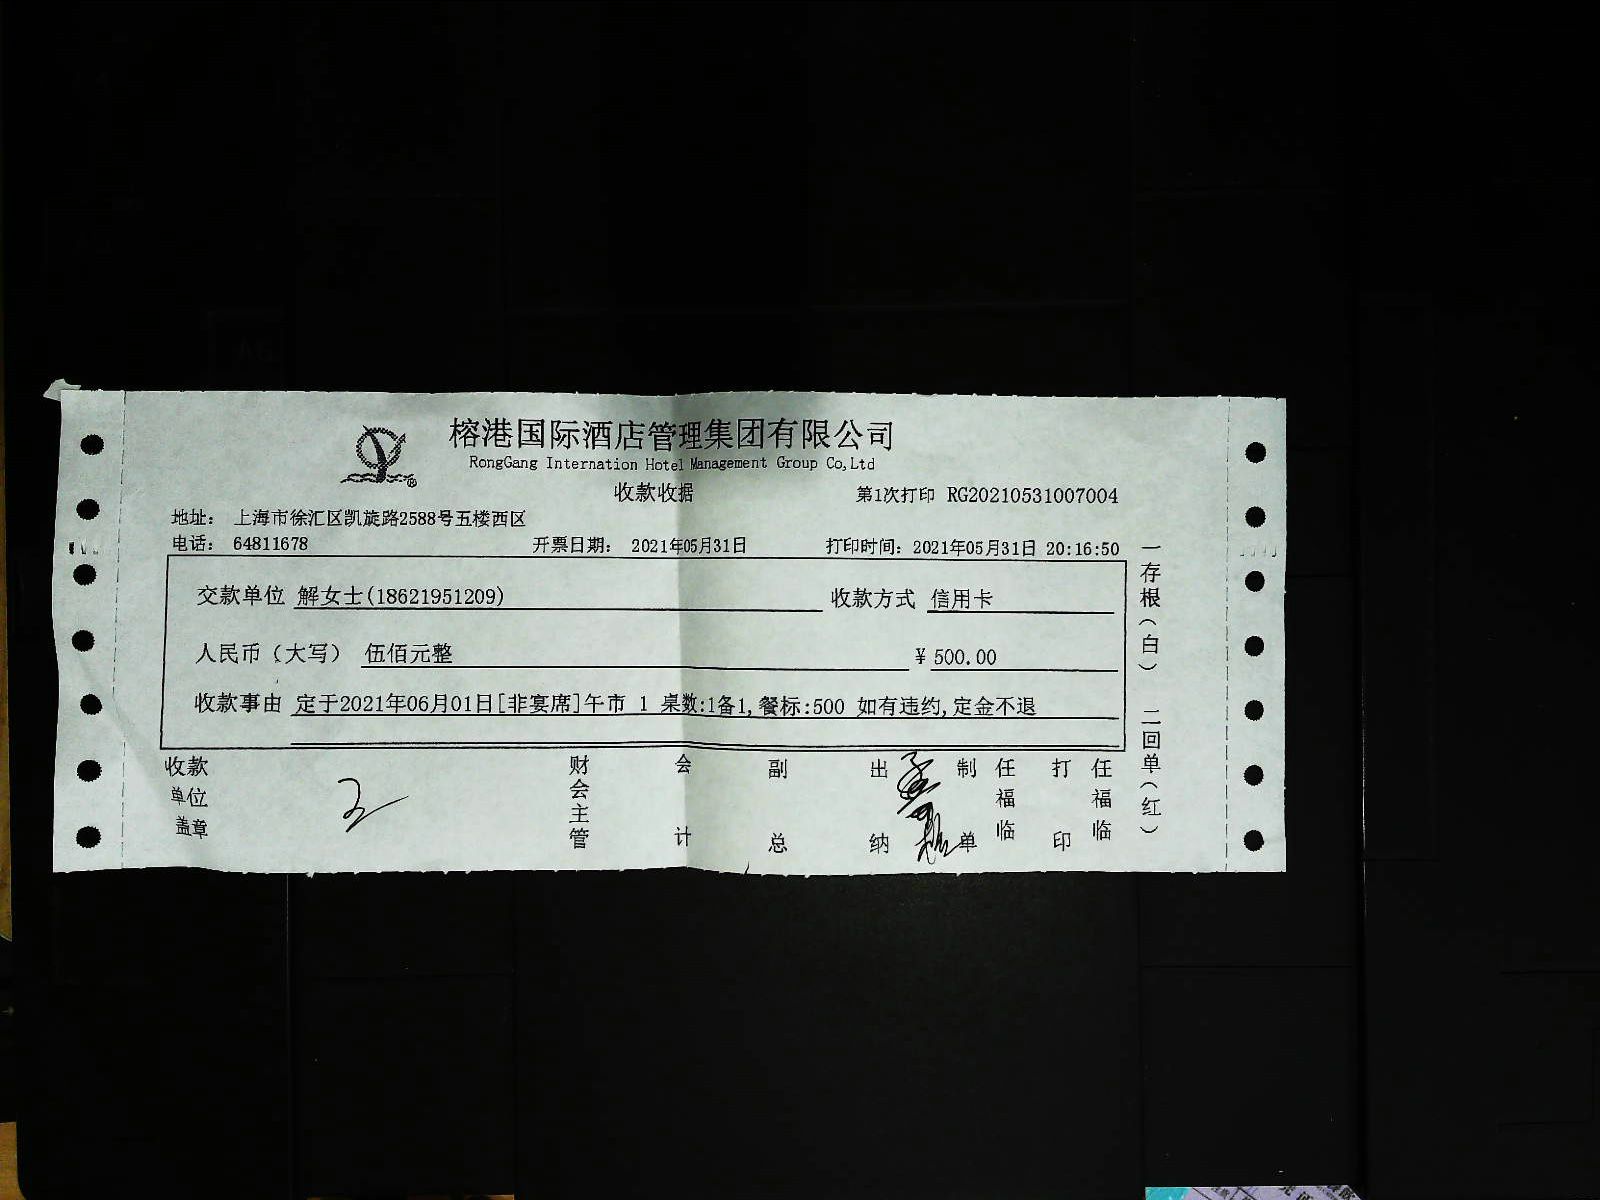 榕港国际酒店管理集团有限公司
RongGang Internation Hotel Management Group Co,Ltd
收款收据
第1次打印 RG20210531007004
地址: 上海市徐汇区凯旋路2588号五楼西区
电话: 64811678 开票日期: 2021年05月31日 打印时间: 2021年05月31日 20:16:50
交款单位 解女士(18621951209) 收款方式 信用卡
人民币(大写) 伍佰元整 ¥500.00
收款事由 定于2021年06月01日[非宴席]午市 1 桌数:1备1,餐标:500 如有违约,定金不退
收款单位盖章
财会主管
会计
副总
出纳
制单
任福临
打印
任福临
一存根(白) 二回单(红)